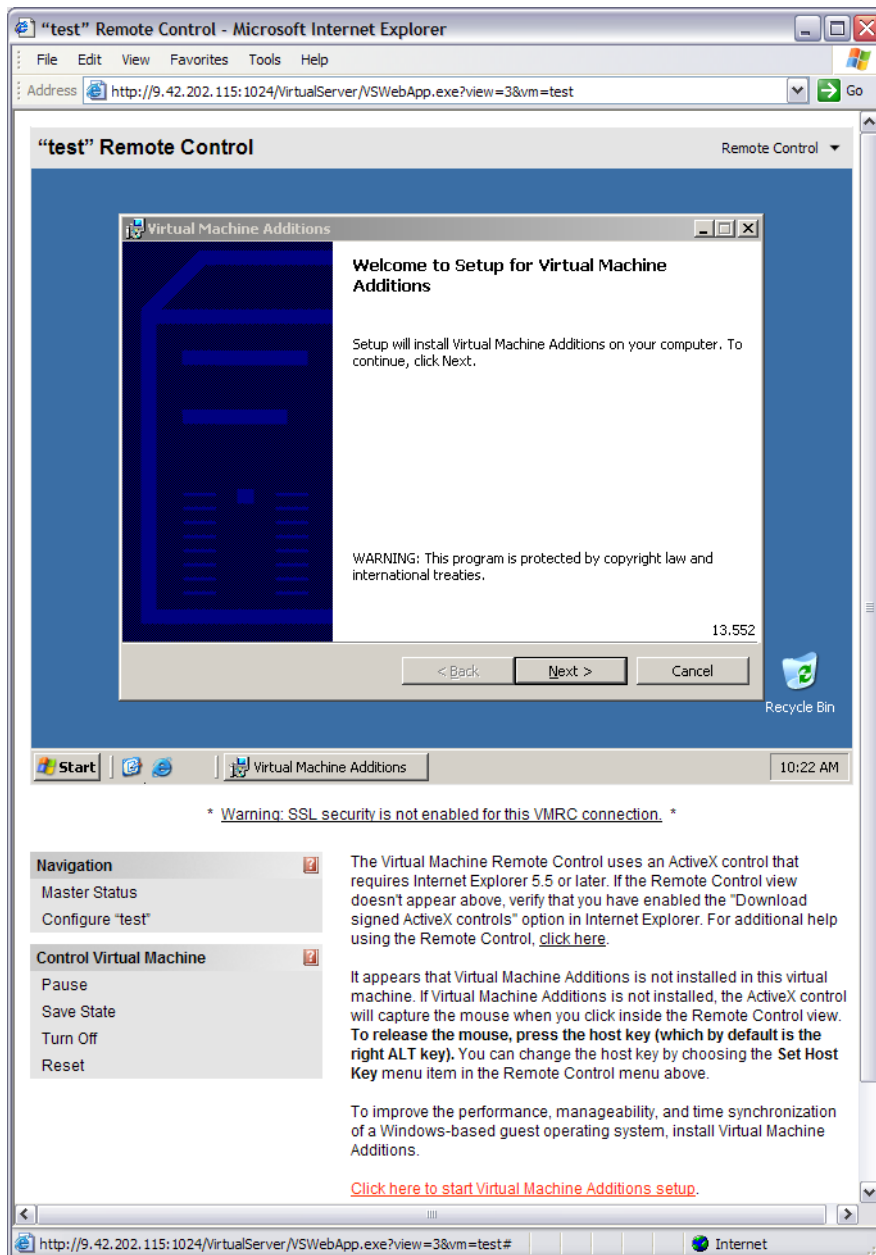 “test” Remote Control - Microsoft Internet Explorer
File Edit View Favorites Tools Help
Address http://9.42.202.115:1024/VirtualServer/VSWebApp.exe?view=3&vm=test Go
“test” Remote Control Remote Control
Virtual Machine Additions
Welcome to Setup for Virtual Machine
Additions
Setup will install Virtual Machine Additions on your computer. To
continue, click Next.
WARNING: This program is protected by copyright law and
international treaties.
13.552
< Back Next > Cancel
Recycle Bin
Start Virtual Machine Additions 10:22 AM
* Warning: SSL security is not enabled for this VMRC connection. *
Navigation ?
Master Status
Configure “test”
Control Virtual Machine ?
Pause
Save State
Turn Off
Reset
The Virtual Machine Remote Control uses an ActiveX control that
requires Internet Explorer 5.5 or later. If the Remote Control view
doesn't appear above, verify that you have enabled the "Download
signed ActiveX controls" option in Internet Explorer. For additional help
using the Remote Control, click here.
It appears that Virtual Machine Additions is not installed in this virtual
machine. If Virtual Machine Additions is not installed, the ActiveX control
will capture the mouse when you click inside the Remote Control view.
To release the mouse, press the host key (which by default is the
right ALT key). You can change the host key by choosing the Set Host
Key menu item in the Remote Control menu above.
To improve the performance, manageability, and time synchronization
of a Windows-based guest operating system, install Virtual Machine
Additions.
Click here to start Virtual Machine Additions setup.
http://9.42.202.115:1024/VirtualServer/VSWebApp.exe?view=3&vm=test# Internet